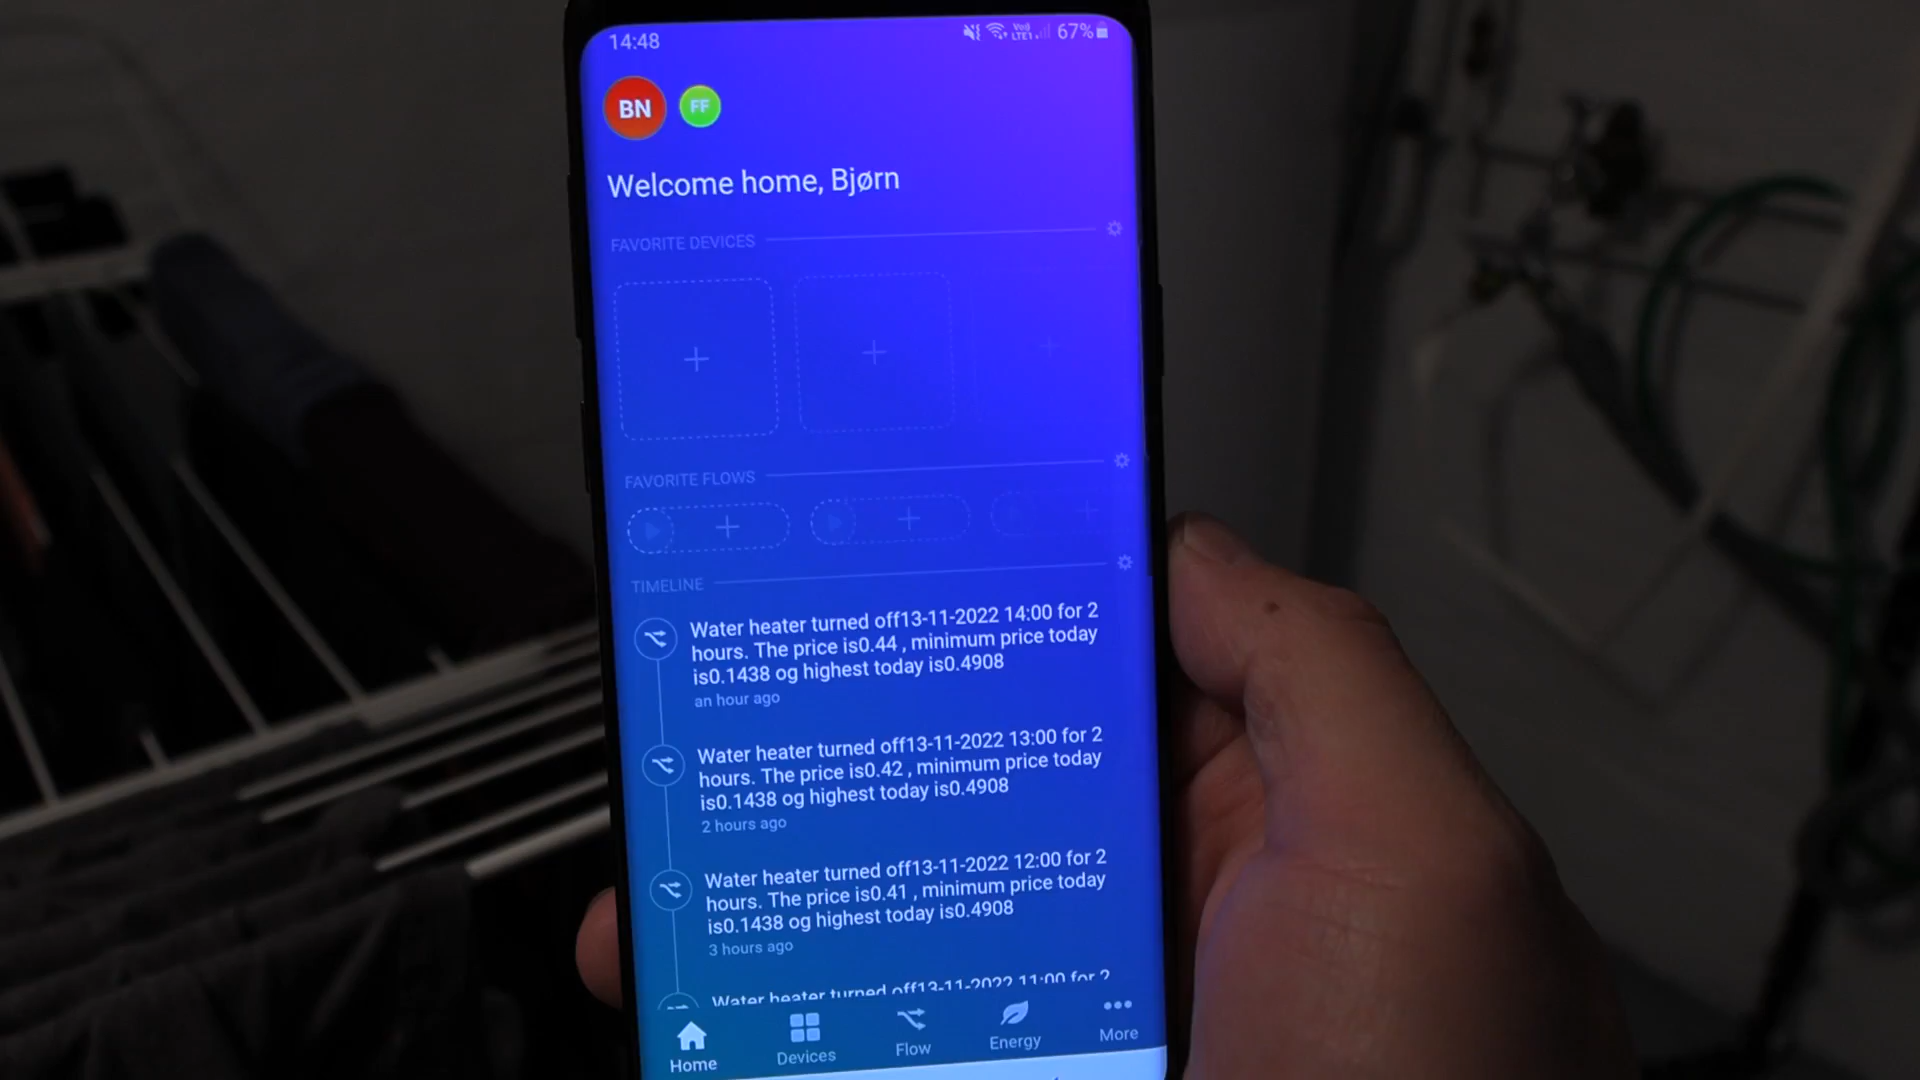 14:48
Vo) LTE1 67%
BN FF
Welcome home, Bjørn
FAVORITE DEVICES
FAVORITE FLOWS
TIMELINE
Water heater turned off13-11-2022 14:00 for 2
hours. The price is0.44 , minimum price today
is0.1438 og highest today is0.4908
an hour ago
Water heater turned off13-11-2022 13:00 for 2
hours. The price is0.42 , minimum price today
is0.1438 og highest today is0.4908
2 hours ago
Water heater turned off13-11-2022 12:00 for 2
hours. The price is0.41 , minimum price today
is0.1438 og highest today is0.4908
3 hours ago
Water heater turned off13-11-2022 11:00 for 2
Home Devices Flow Energy More